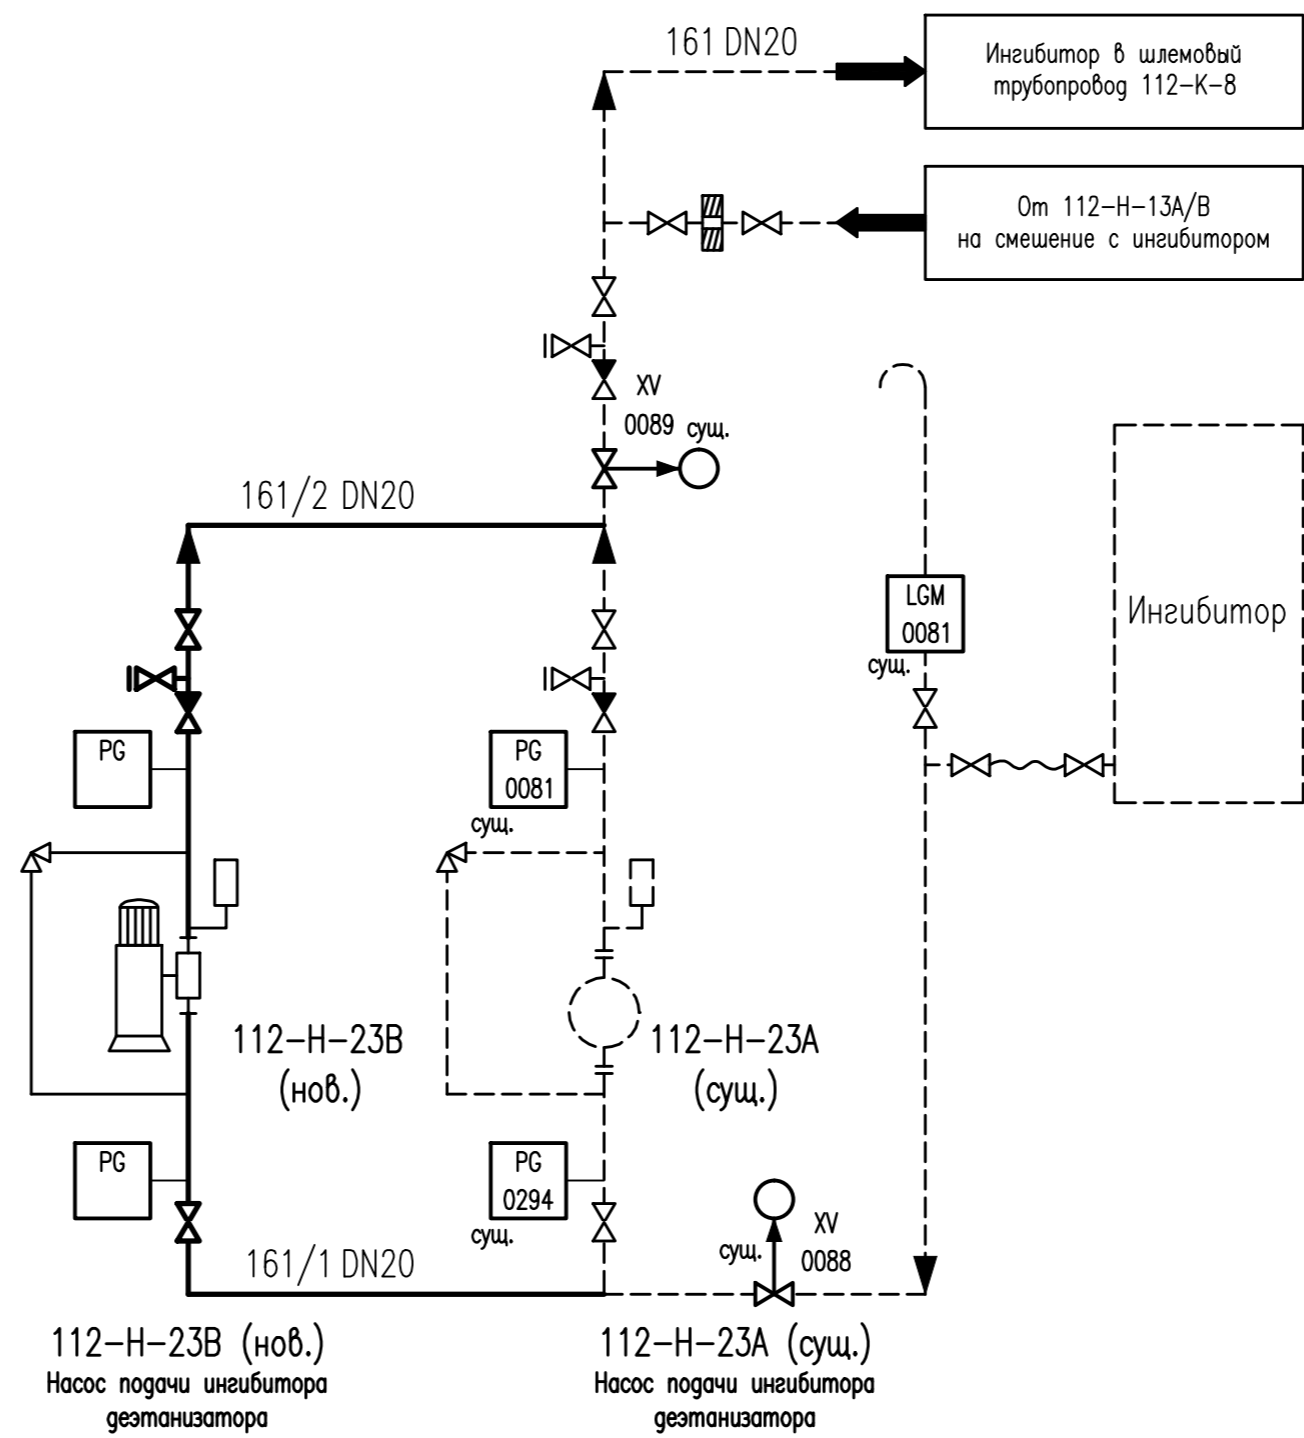 161 DN20
Ингибитор в шлемовый
трубопровод 112-К-8
От 112-Н-13А/В
на смешение с ингибитором
XV
0089 сущ.
161/2 DN20
LGM
0081
сущ.
Ингибитор
PG
PG
0081
сущ.
112-Н-23В
(нов.)
112-Н-23А
(сущ.)
PG
PG
0294
сущ.
XV
0088
сущ.
161/1 DN20
112-Н-23В (нов.)
Насос подачи ингибитора
деэтанизатора
112-Н-23А (сущ.)
Насос подачи ингибитора
деэтанизатора